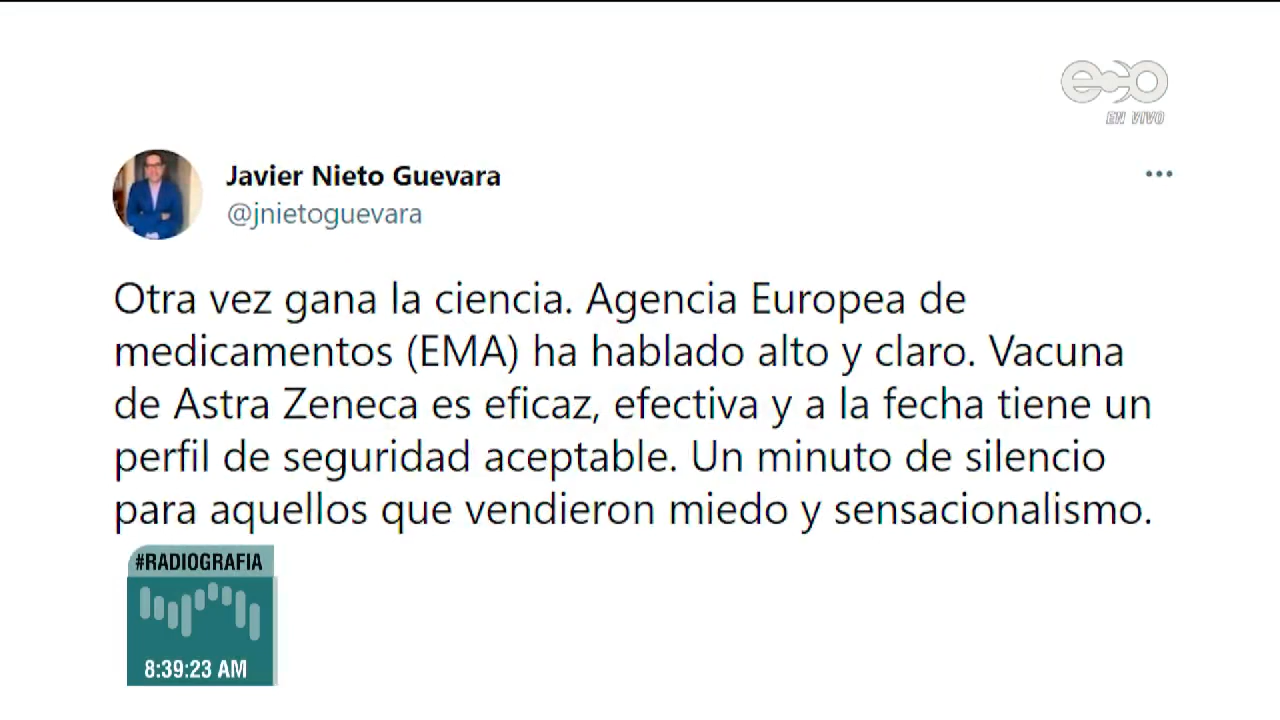 eco
EN VIVO
Javier Nieto Guevara
@jnietoguevara
Otra vez gana la ciencia. Agencia Europea de
medicamentos (EMA) ha hablado alto y claro. Vacuna
de Astra Zeneca es eficaz, efectiva y a la fecha tiene un
perfil de seguridad aceptable. Un minuto de silencio
para aquellos que vendieron miedo y sensacionalismo.
#RADIOGRAFIA
8:39:23 AM